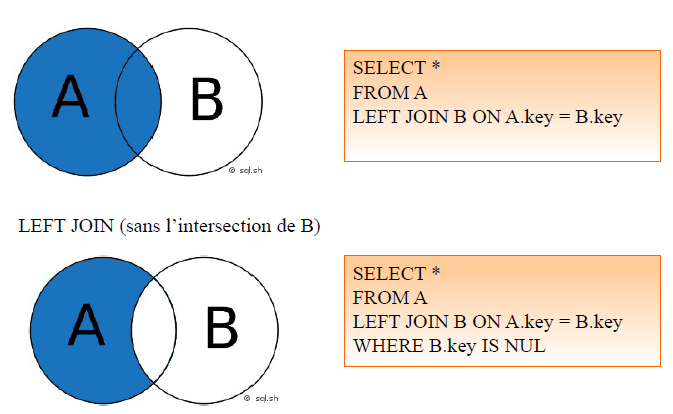 A B
© sql.sh
SELECT *
FROM A
LEFT JOIN B ON A.key = B.key
LEFT JOIN (sans l’intersection de B)
A B
© sql.sh
SELECT *
FROM A
LEFT JOIN B ON A.key = B.key
WHERE B.key IS NUL